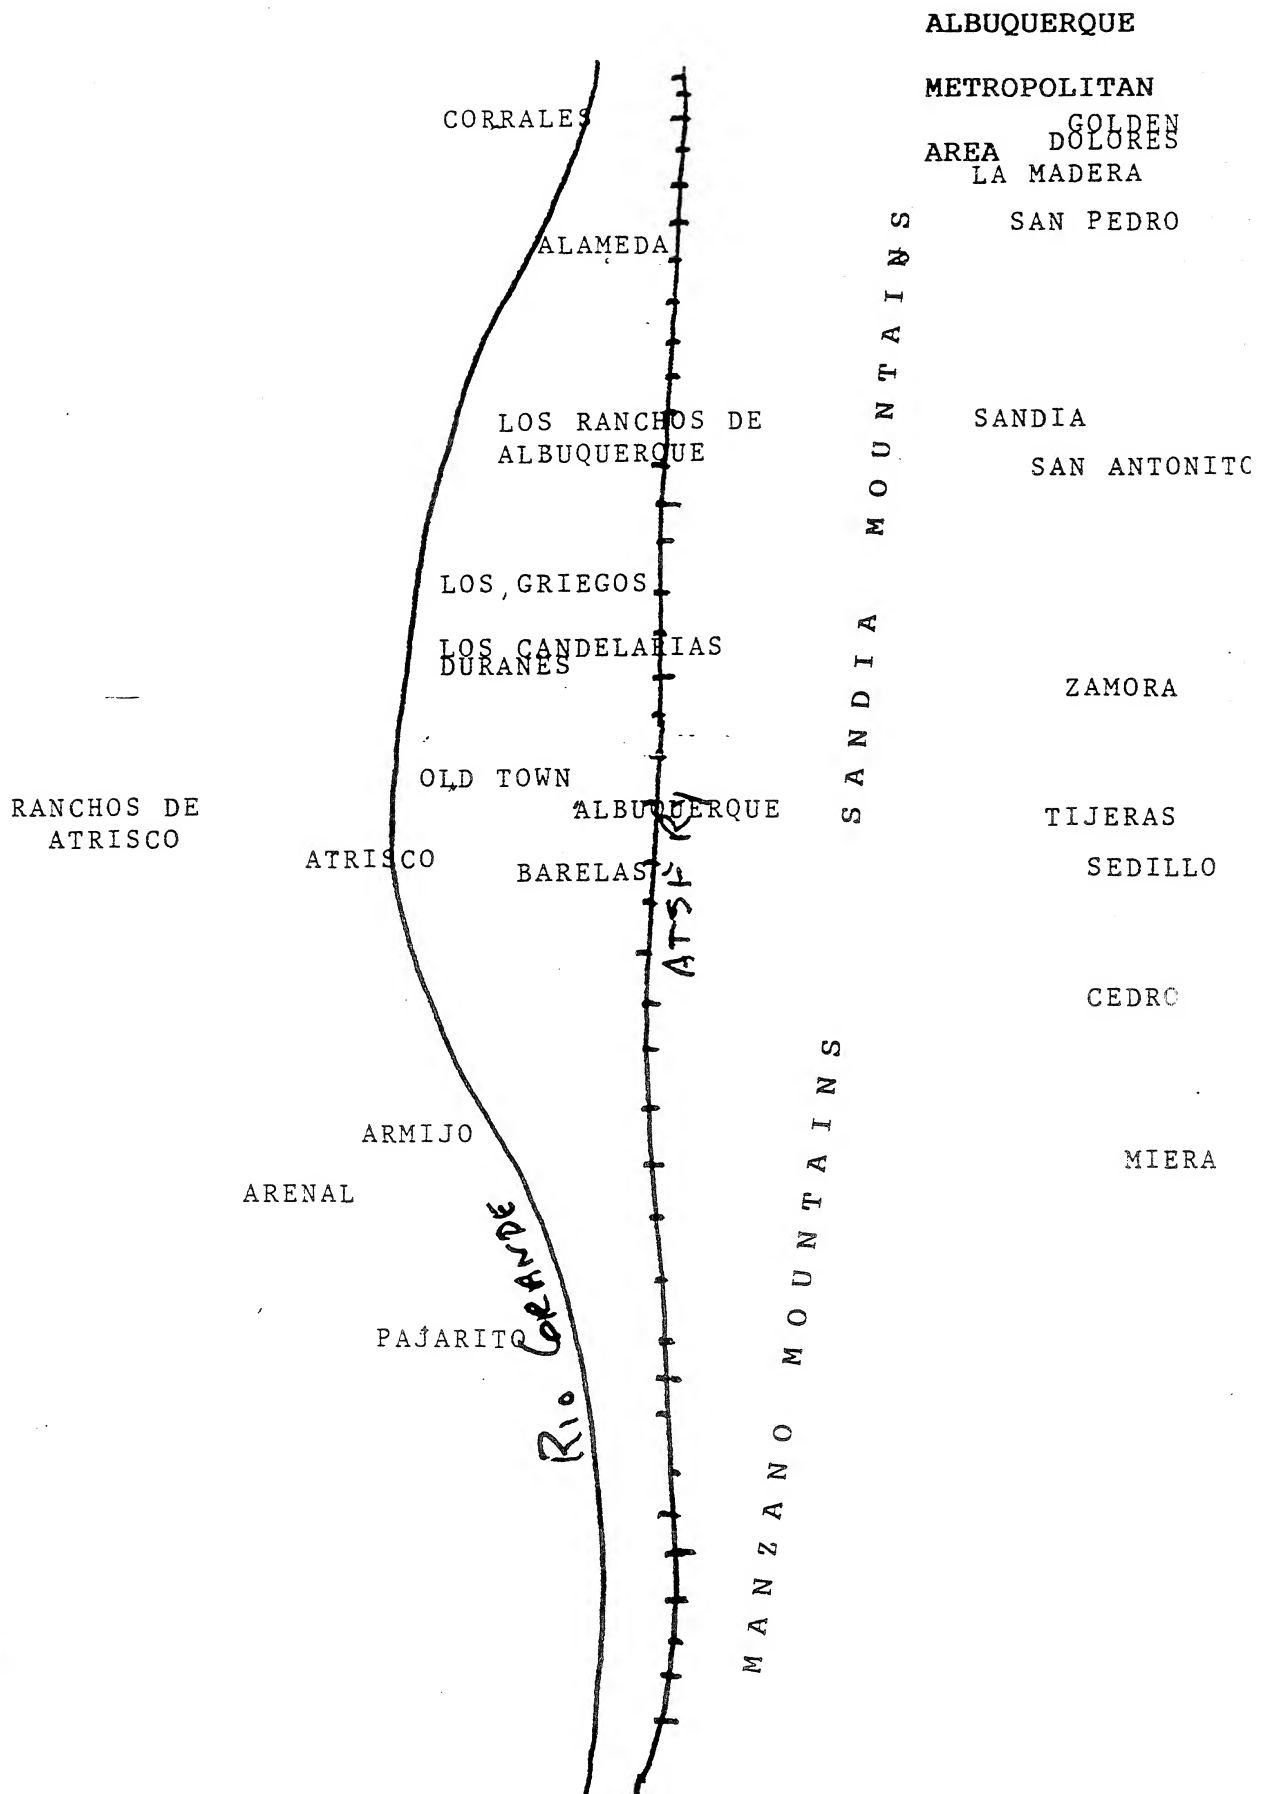 ALBUQUERQUE
METROPOLITAN
AREA
GOLDEN
DOLORES
LA MADERA
CORRALES
SAN PEDRO
ALAMEDA
SANDIA MOUNTAINS
LOS RANCHOS DE
ALBUQUERQUE
SANDIA
SAN ANTONITO
LOS GRIEGOS
LOS CANDELARIAS
DURANES
ZAMORA
OLD TOWN
RANCHOS DE
ATRISCO
ALBUQUERQUE
TIJERAS
ATRISCO
BARELAS
SEDILLO
ATSF RY
CEDRO
MANZANO MOUNTAINS
ARMIJO
MIERA
ARENAL
PAJARITO
RIO GRANDE